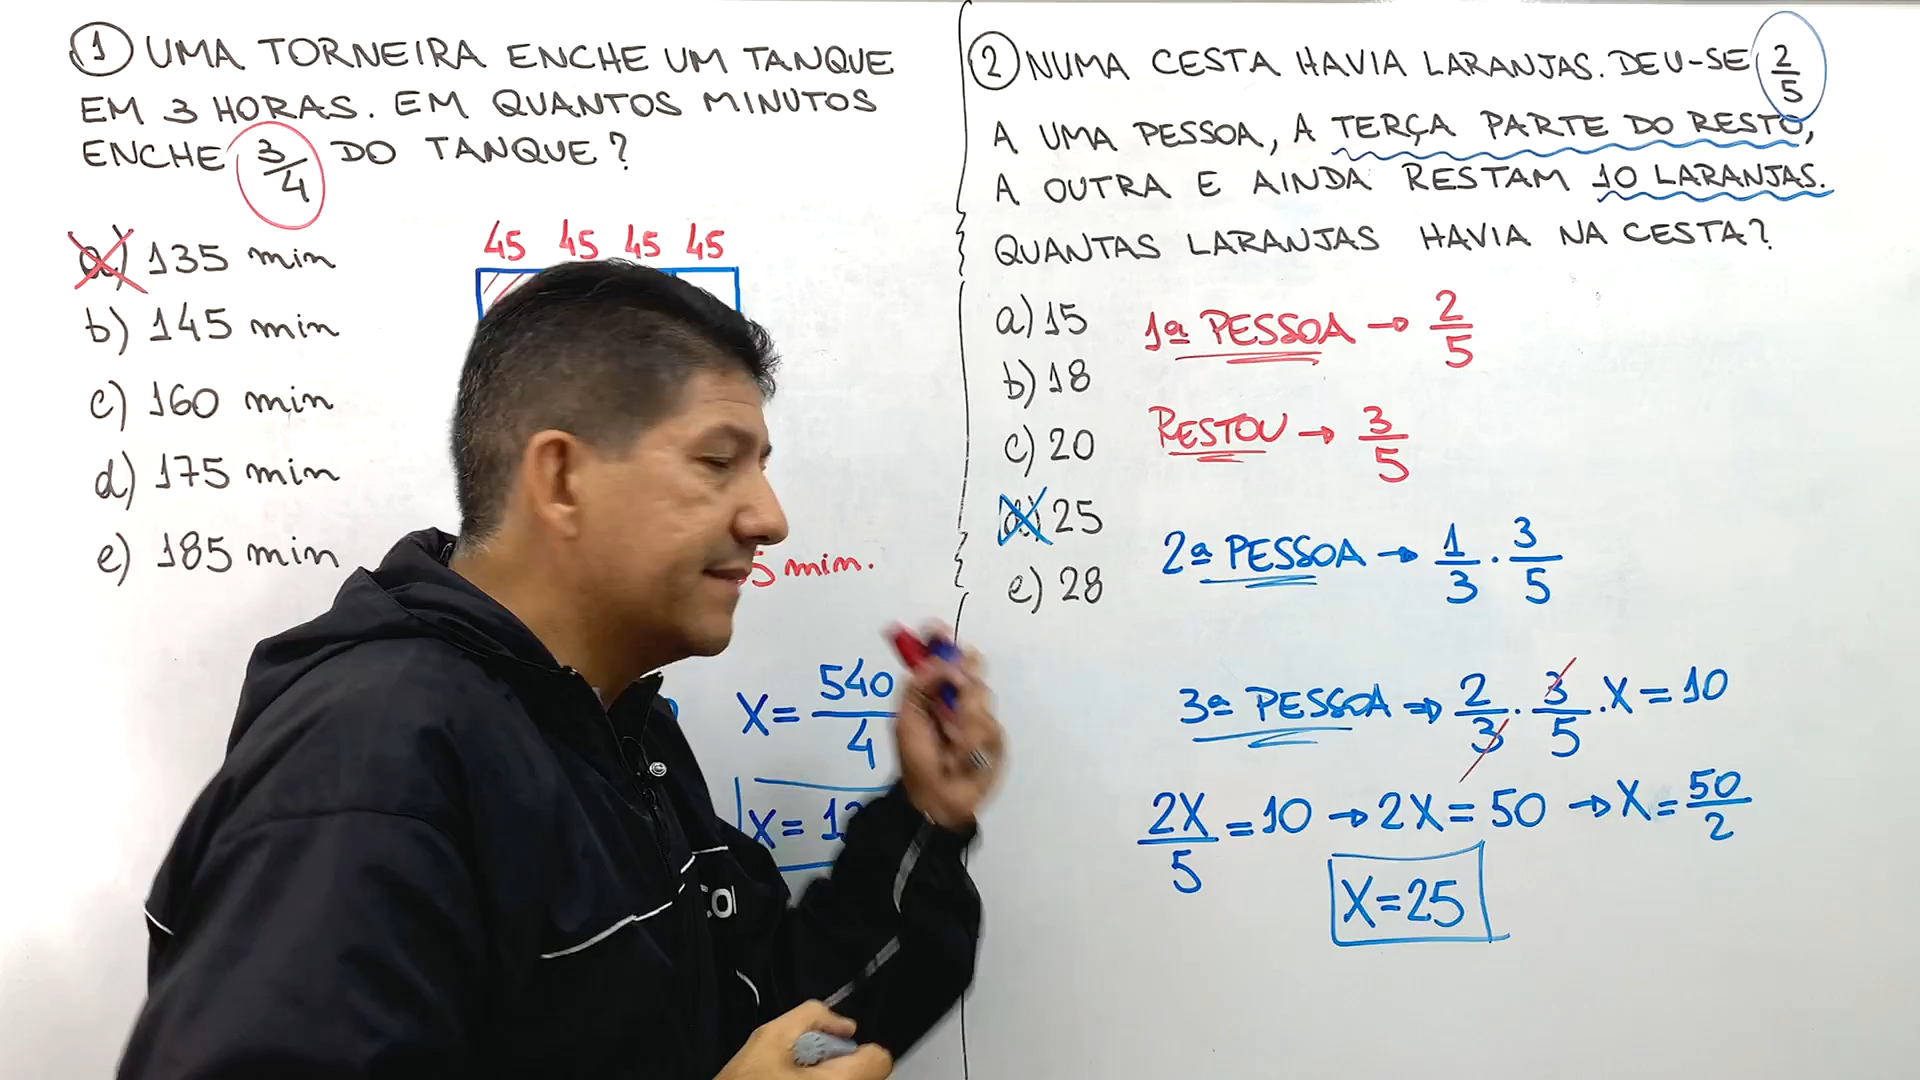 1 UMA TORNEIRA ENCHE UM TANQUE
EM 3 HORAS. EM QUANTOS MINUTOS
ENCHE 3/4 DO TANQUE?
a) 135 min
b) 145 min
c) 160 min
d) 175 min
e) 185 min
45 45 45 45
5 min.
X = 540/4
X = 1
2 NUMA CESTA HAVIA LARANJAS. DEU-SE 2/5
A UMA PESSOA, A TERÇA PARTE DO RESTO,
A OUTRA E AINDA RESTAM 10 LARANJAS.
QUANTAS LARANJAS HAVIA NA CESTA?
a) 15
b) 18
c) 20
d) 25
e) 28
1ª PESSOA → 2/5
RESTOU → 3/5
2ª PESSOA → 1/3 . 3/5
3ª PESSOA ⇒ 2/3 . 3/5 . X = 10
2X/5 = 10 → 2X = 50 → X = 50/2
X = 25